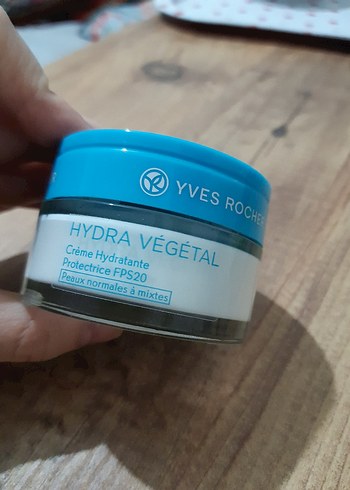 YVES ROCHER
HYDRA VÉGÉTAL
Crème Hydratante
Protectrice FPS20
Peaux normales à mixtes